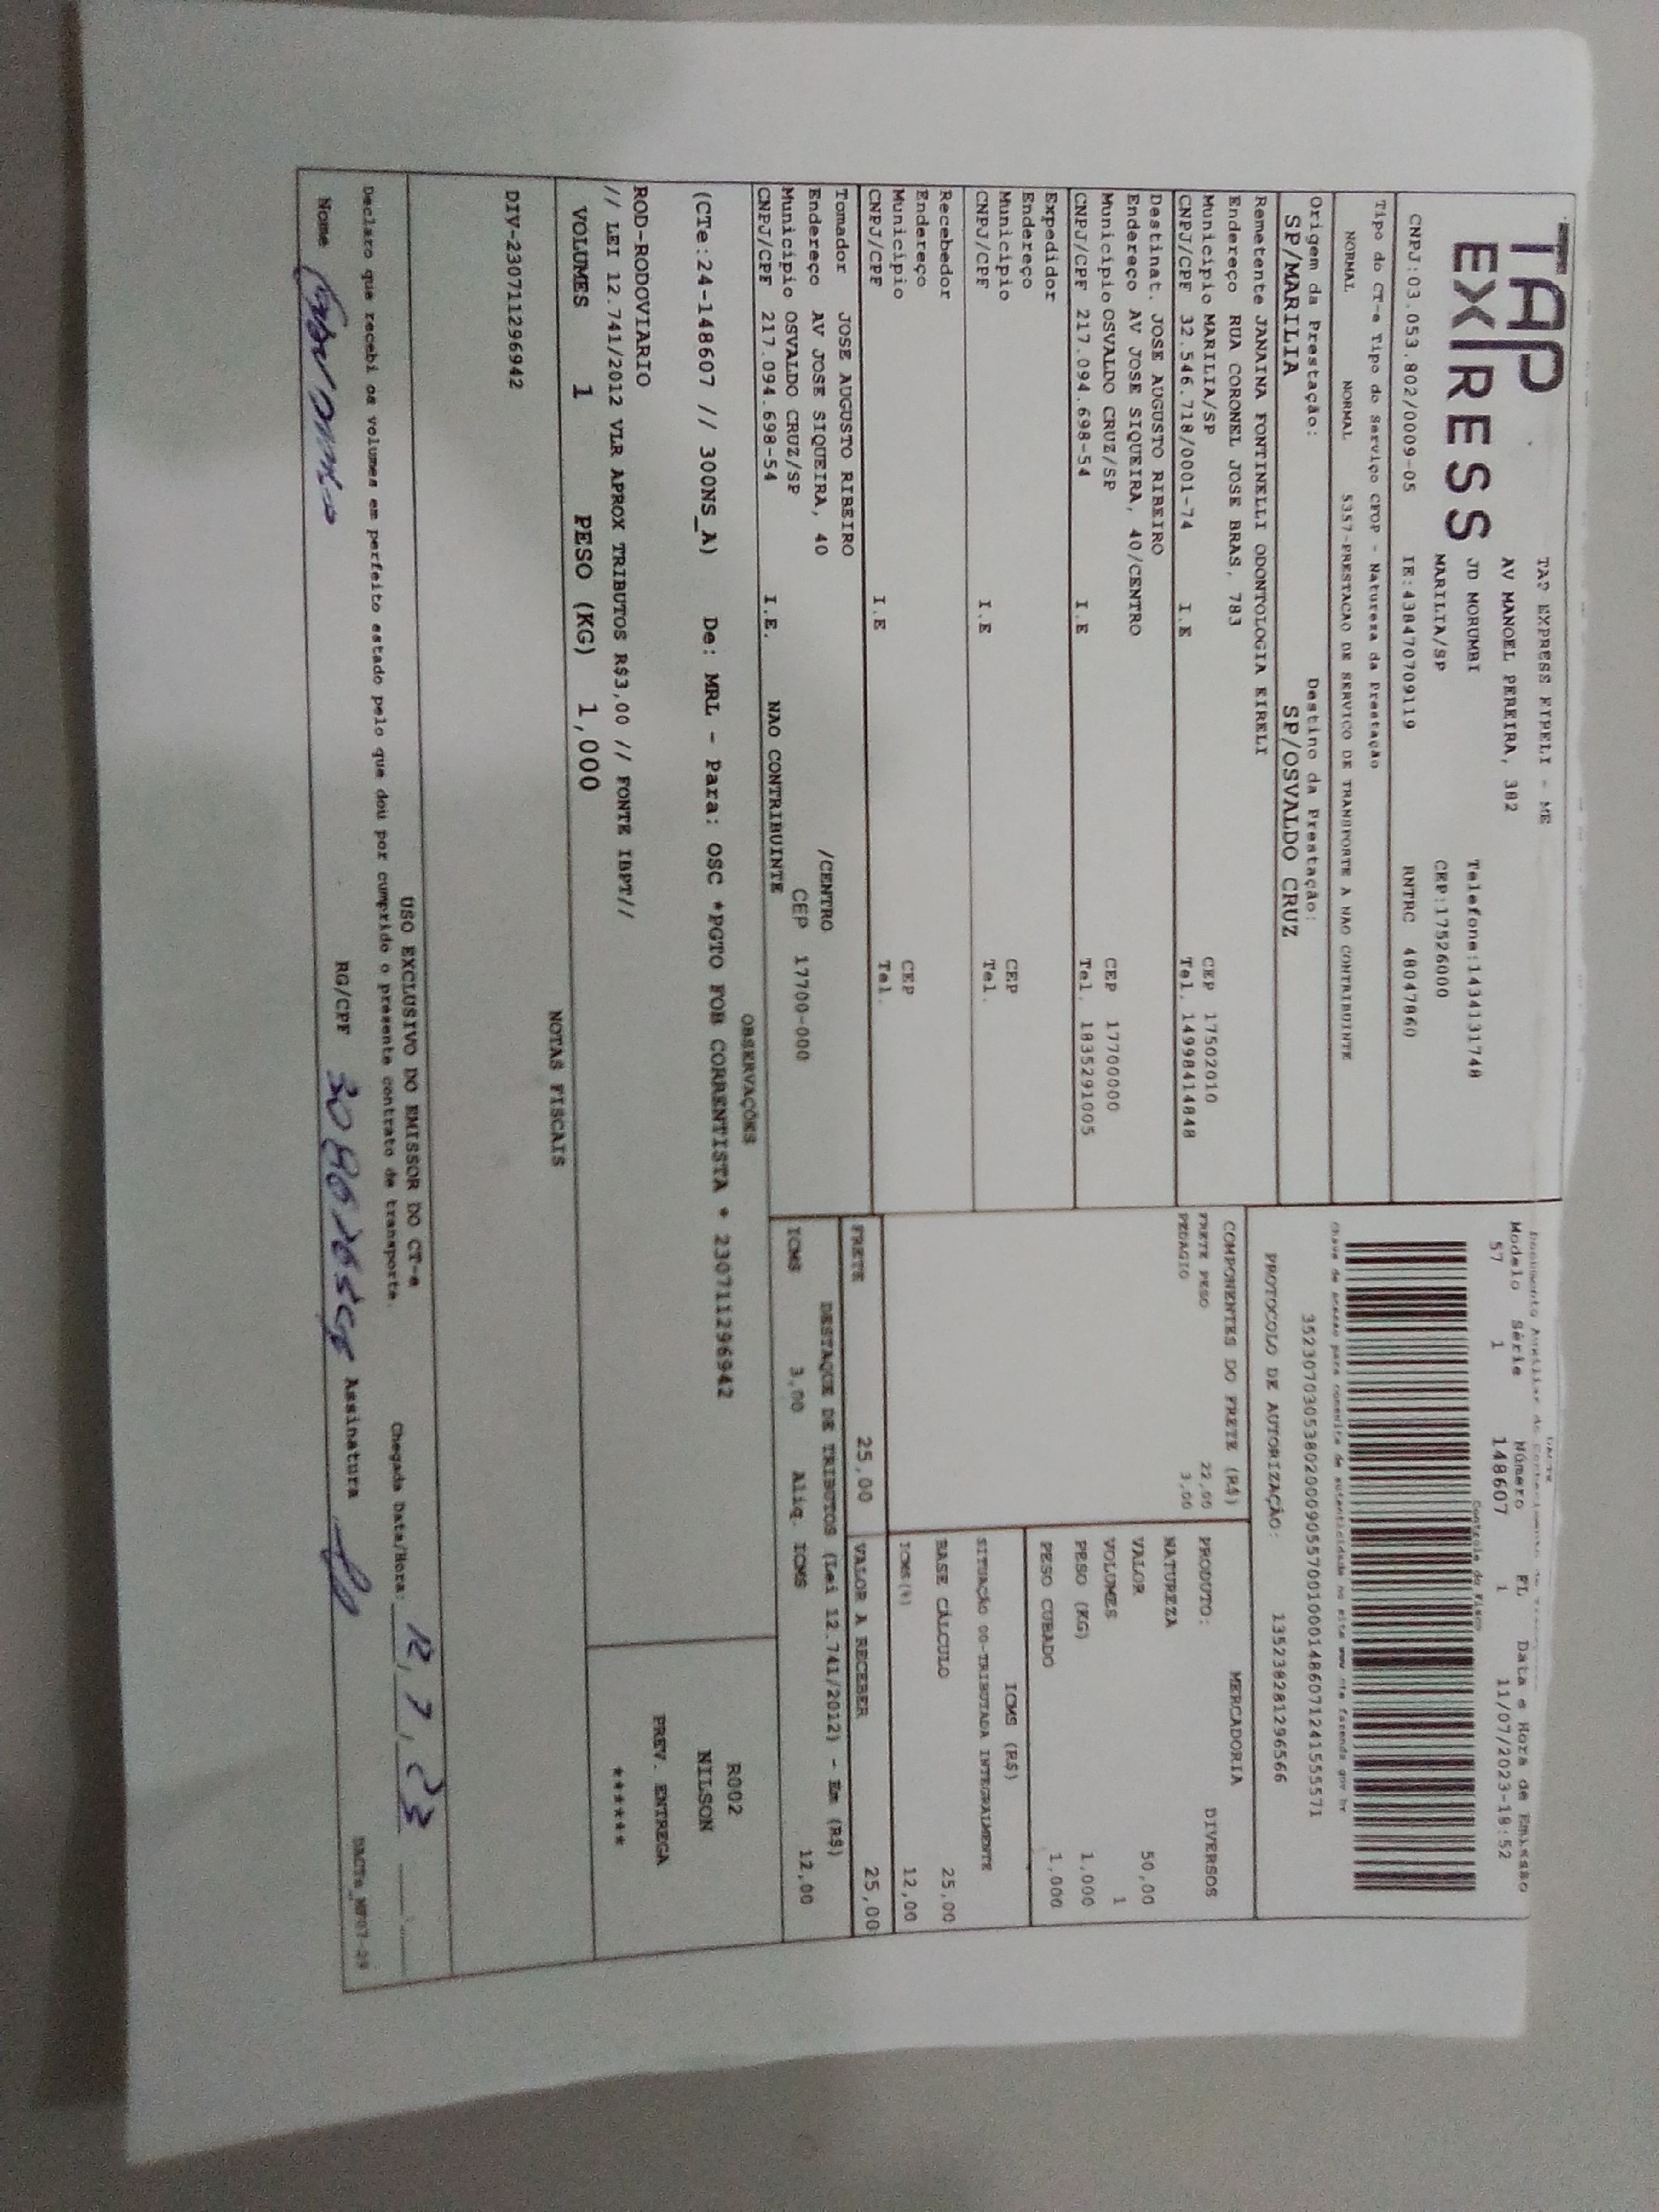 TAP
EXPRESS
TAP EXPRESS EIRELI - ME
AV MANOEL PEREIRA, 382
JD MORUMBI Telefone:1434131748
MARILIA/SP CEP:17526000
CNPJ:03.053.802/0009-05 IE:438470709119 RNTRC 48047860
Modelo Série Número FL Data e Hora de Emissão
57 1 148607 1 11/07/2023-18:52
Controle do Fisco
Tipo do CT-e Tipo do Serviço CFOP - Natureza da Prestação
NORMAL NORMAL 5357-PRESTACAO DE SERVICO DE TRANSPORTE A NAO CONTRIBUINTE
35230703053802000905570010001486071241555571
Origem da Prestação: Destino da Prestação:
SP/MARILIA SP/OSVALDO CRUZ
PROTOCOLO DE AUTORIZAÇÃO: 135238281296566
Remetente JANAINA FONTINELLI ODONTOLOGIA EIRELI
Endereço RUA CORONEL JOSE BRAS, 783
Município MARILIA/SP CEP 17502010
CNPJ/CPF 32.546.718/0001-74 I.E Tel. 14998414848
Destinat. JOSE AUGUSTO RIBEIRO
Endereço AV JOSE SIQUEIRA, 40/CENTRO
Município OSVALDO CRUZ/SP CEP 17700000
CNPJ/CPF 217.094.698-54 I.E Tel. 1835291005
Expedidor
Endereço
Município CEP
CNPJ/CPF I.E Tel.
Recebedor
Endereço
Município CEP
CNPJ/CPF I.E Tel.
Tomador JOSE AUGUSTO RIBEIRO
Endereço AV JOSE SIQUEIRA, 40 /CENTRO
Município OSVALDO CRUZ/SP CEP 17700-000
CNPJ/CPF 217.094.698-54 I.E. NAO CONTRIBUINTE
COMPONENTES DO FRETE (R$)
FRETE PESO 22,00
PEDAGIO 3,00
MERCADORIA
PRODUTO: DIVERSOS
NATUREZA
VALOR 50,00
VOLUMES 1
PESO (KG) 1,000
PESO CUBADO 1,000
ICMS (R$)
SITUAÇÃO 00-TRIBUTADA INTEGRALMENTE
BASE CÁLCULO 25,00
ICMS(%) 12,00
FRETE 25,00 VALOR A RECEBER 25,00
DESTAQUE DE TRIBUTOS (Lei 12.741/2012) - Em (R$)
ICMS 3,00 Aliq. ICMS 12,00
OBSERVAÇÕES
(CTe:24-148607 // 300NS_A) De: MRL - Para: OSC *PGTO FOB CORRENTISTA * 230711296942
R002
NILSON
ROD-RODOVIARIO
// LEI 12.741/2012 VLR APROX TRIBUTOS R$3,00 // FONTE IBPT//
PREV. ENTREGA
******
VOLUMES 1 PESO (KG) 1,000
NOTAS FISCAIS
DIV-230711296942
USO EXCLUSIVO DO EMISSOR DO CT-e
Declaro que recebi os volumes em perfeito estado pelo que dou por cumprido o presente contrato de transporte.
Chegada Data/Hora: 12, 7, 23
Nome RG/CPF Assinatura